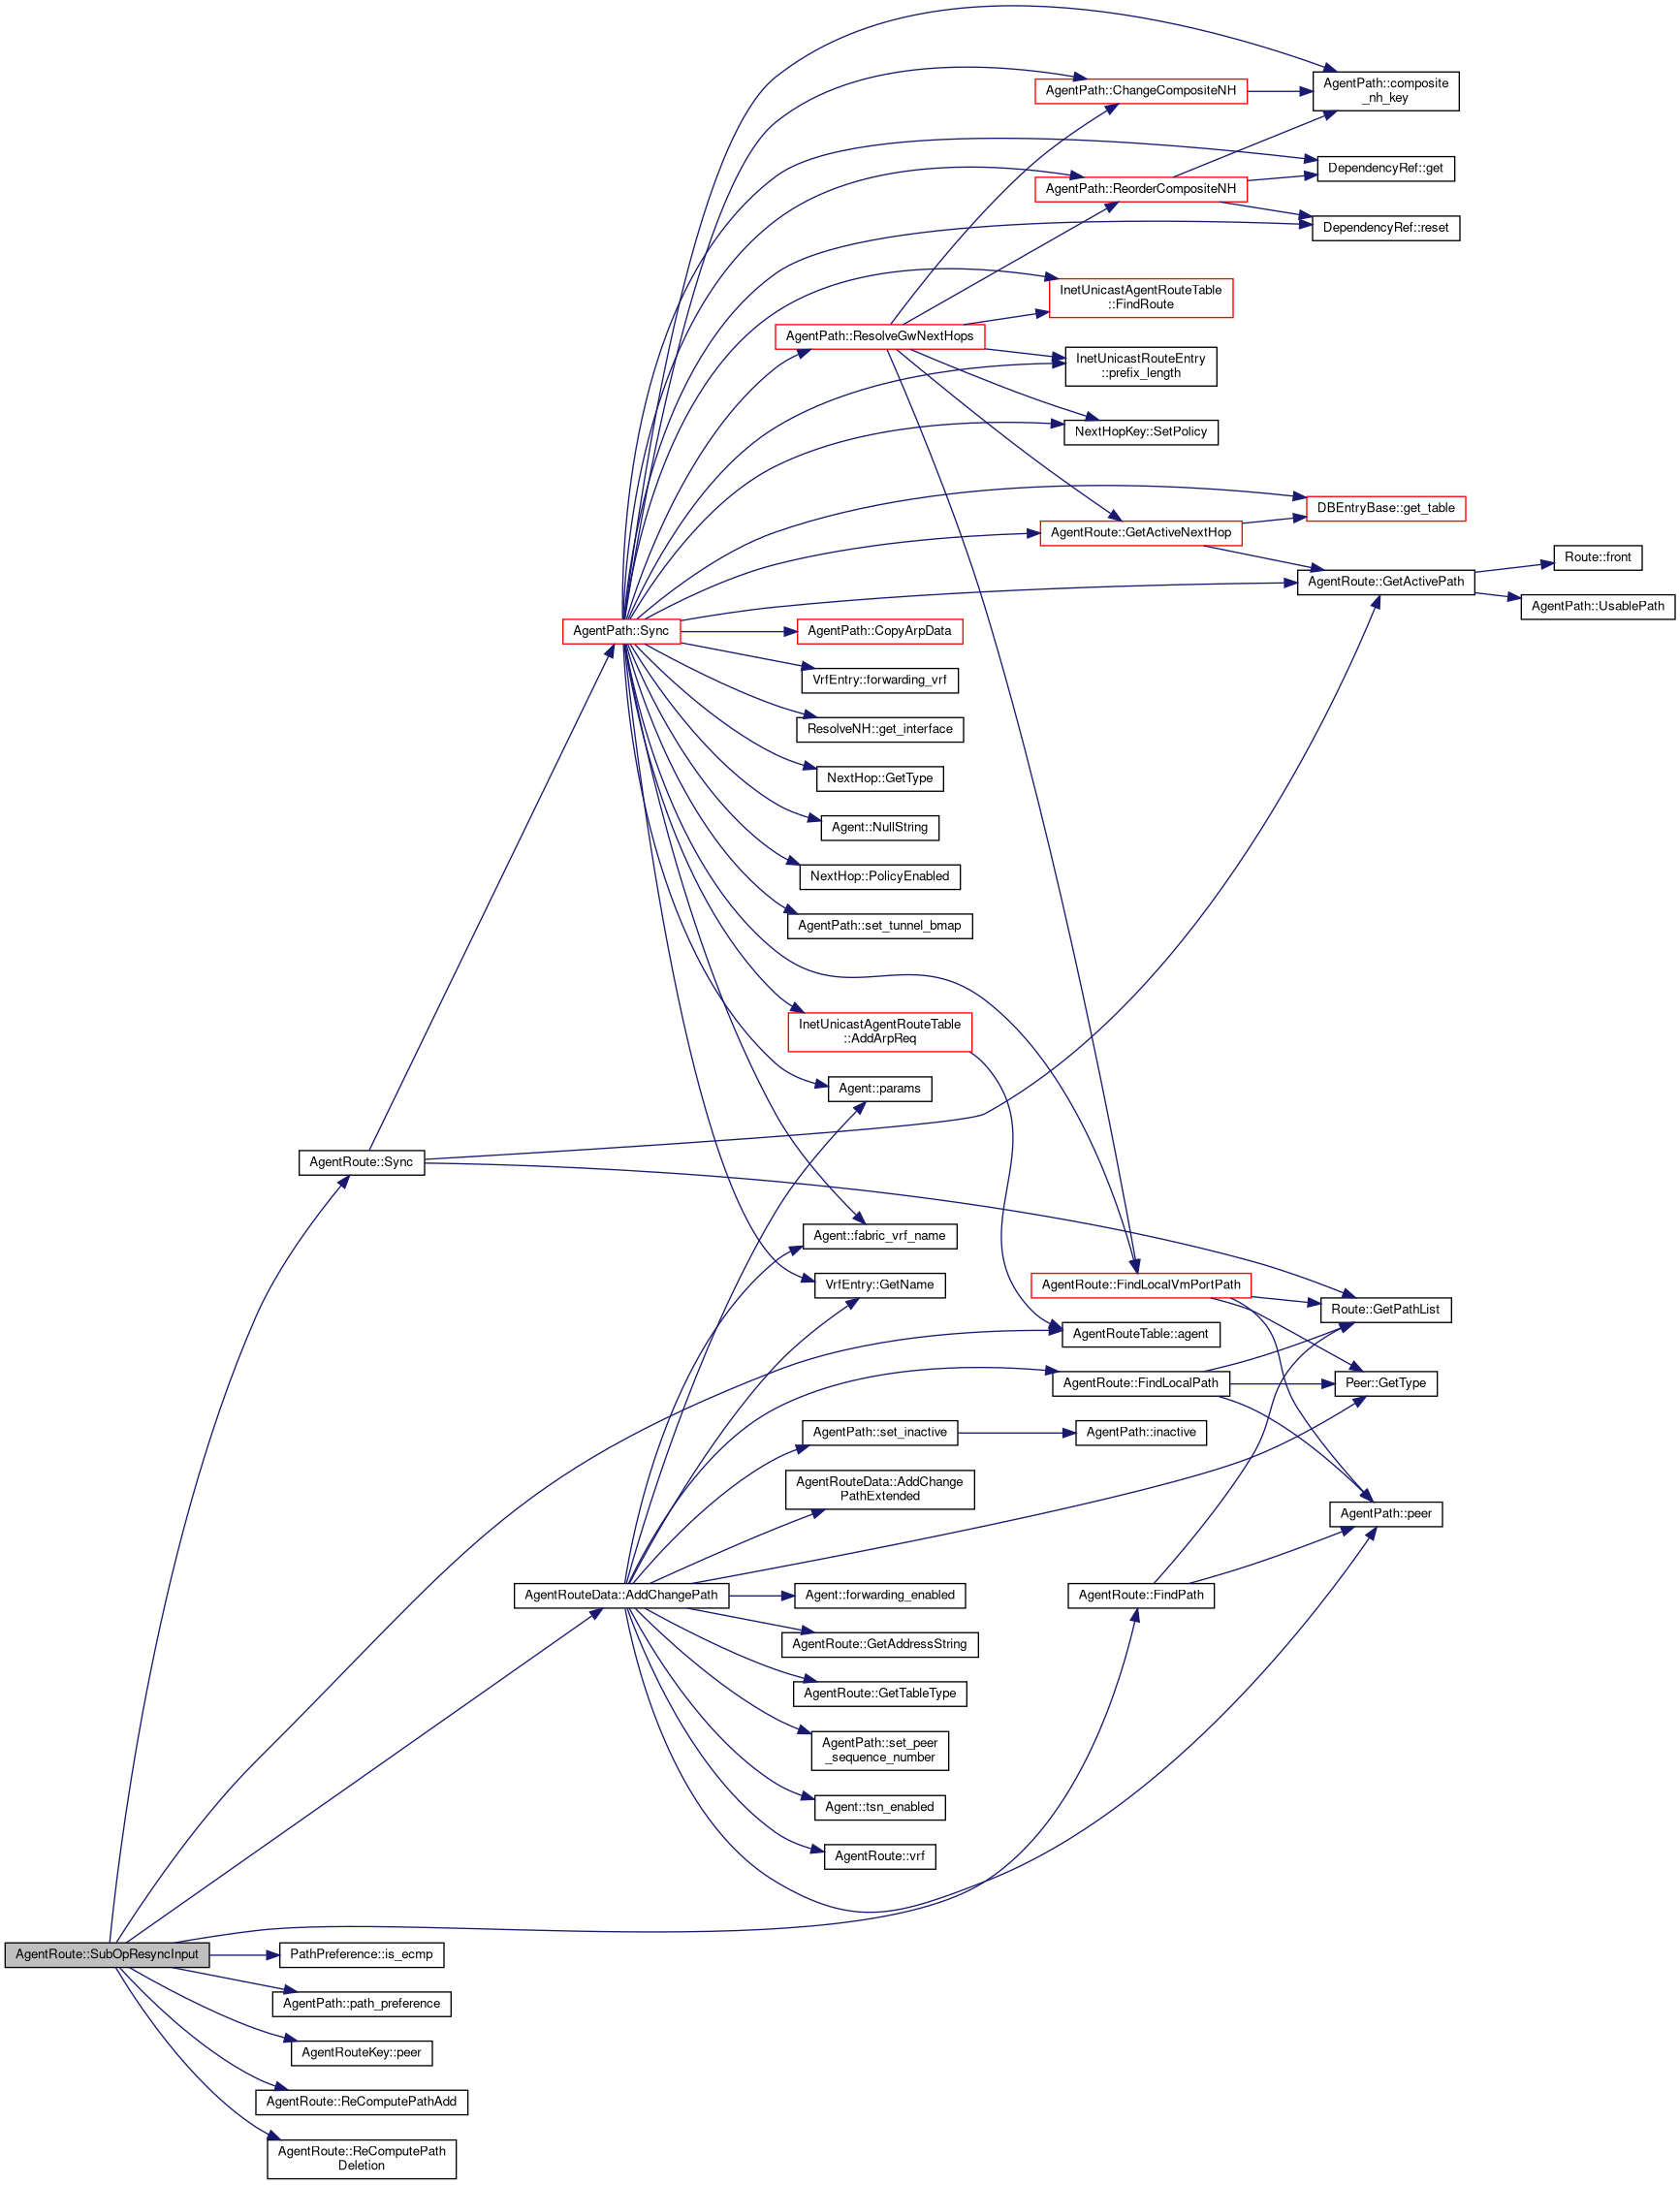 AgentPath::composite
_nh_key
AgentPath::ChangeCompositeNH
DependencyRef::get
AgentPath::ReorderCompositeNH
DependencyRef::reset
InetUnicastAgentRouteTable
::FindRoute
AgentPath::ResolveGwNextHops
InetUnicastRouteEntry
::prefix_length
NextHopKey::SetPolicy
DBEntryBase::get_table
AgentRoute::GetActiveNextHop
Route::front
AgentRoute::GetActivePath
AgentPath::UsablePath
AgentPath::Sync
AgentPath::CopyArpData
VrfEntry::forwarding_vrf
ResolveNH::get_interface
NextHop::GetType
Agent::NullString
NextHop::PolicyEnabled
AgentPath::set_tunnel_bmap
InetUnicastAgentRouteTable
::AddArpReq
Agent::params
AgentRoute::Sync
Agent::fabric_vrf_name
VrfEntry::GetName
AgentRoute::FindLocalVmPortPath
Route::GetPathList
AgentRouteTable::agent
AgentRoute::FindLocalPath
Peer::GetType
AgentPath::set_inactive
AgentPath::inactive
AgentRouteData::AddChange
PathExtended
AgentPath::peer
AgentRouteData::AddChangePath
Agent::forwarding_enabled
AgentRoute::FindPath
AgentRoute::GetAddressString
AgentRoute::GetTableType
AgentPath::set_peer
_sequence_number
Agent::tsn_enabled
AgentRoute::vrf
AgentRoute::SubOpResyncInput
PathPreference::is_ecmp
AgentPath::path_preference
AgentRouteKey::peer
AgentRoute::ReComputePathAdd
AgentRoute::ReComputePath
Deletion